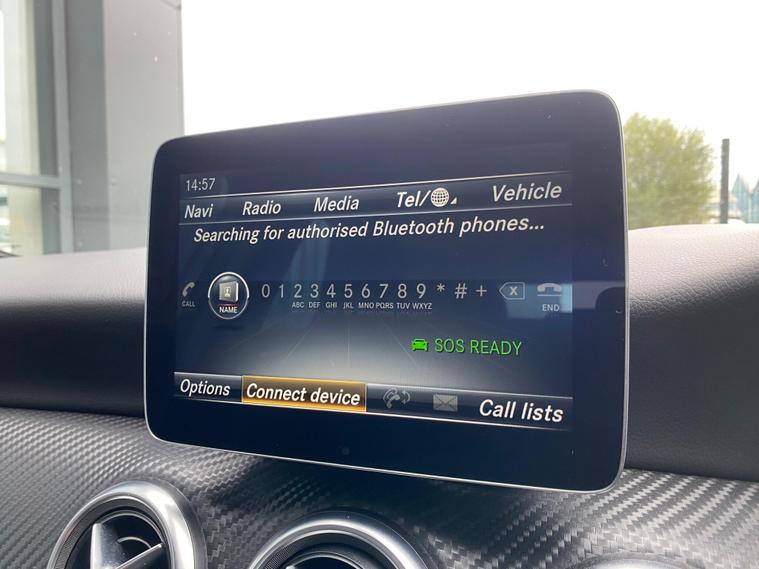 14:57
Navi Radio Media Tel/ Vehicle
Searching for authorised Bluetooth phones...
CALL NAME 0 1 2 3 4 5 6 7 8 9 * # + X END
ABC DEF GHI JKL MNO PQRS TUV WXYZ
SOS READY
Options Connect device Call lists